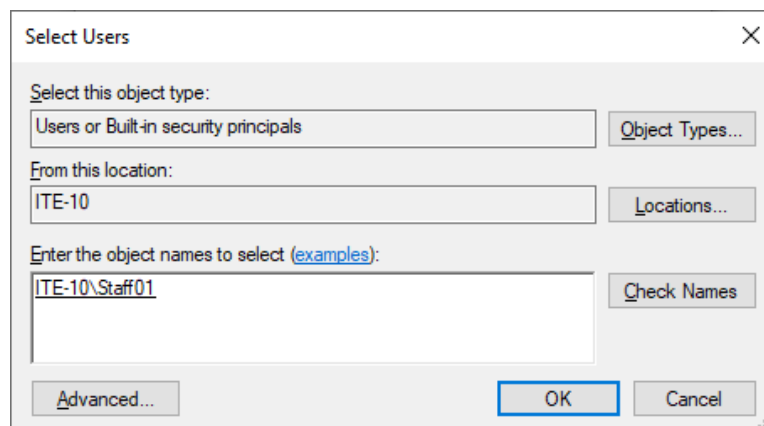 Select Users
Select this object type:
Users or Built-in security principals
Object Types...
From this location:
ITE-10
Locations...
Enter the object names to select (examples):
ITE-10\Staff01
Check Names
Advanced...
OK
Cancel